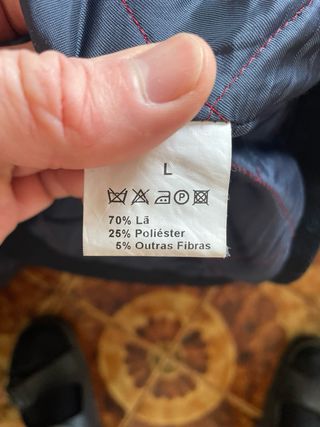 L
P
70% Lã
25% Poliéster
5% Outras Fibras